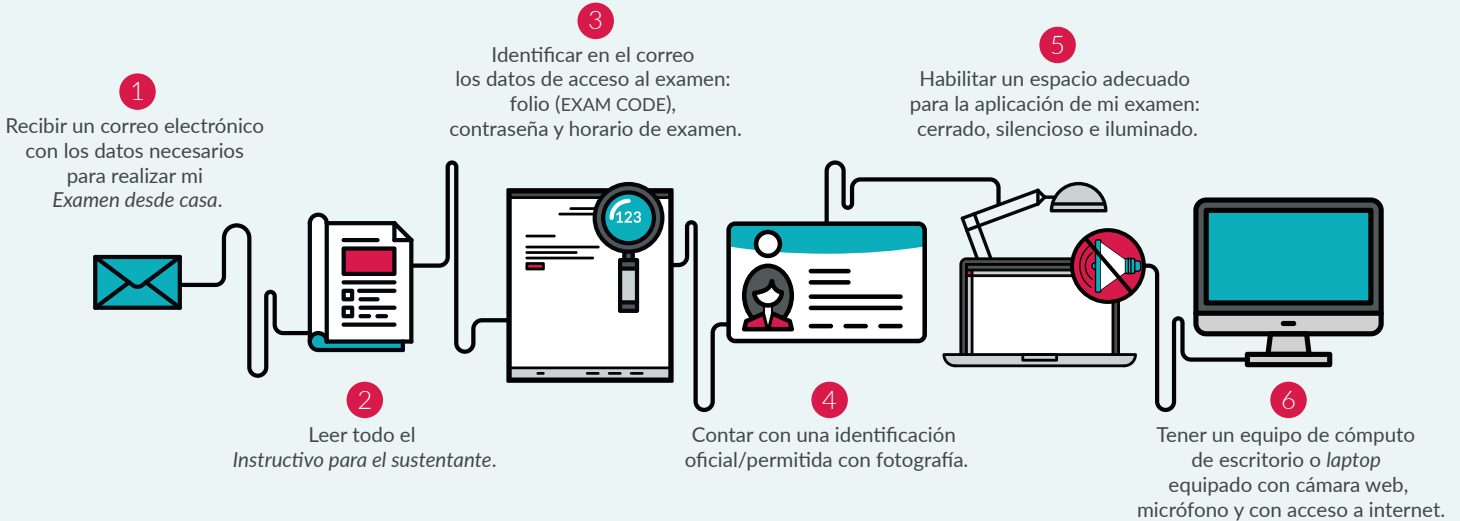 1
Recibir un correo electrónico
con los datos necesarios
para realizar mi
Examen desde casa.
2
Leer todo el
Instructivo para el sustentante.
3
Identificar en el correo
los datos de acceso al examen:
folio (EXAM CODE),
contraseña y horario de examen.
123
4
Contar con una identificación
oficial/permitida con fotografía.
5
Habilitar un espacio adecuado
para la aplicación de mi examen:
cerrado, silencioso e iluminado.
6
Tener un equipo de cómputo
de escritorio o laptop
equipado con cámara web,
micrófono y con acceso a internet.